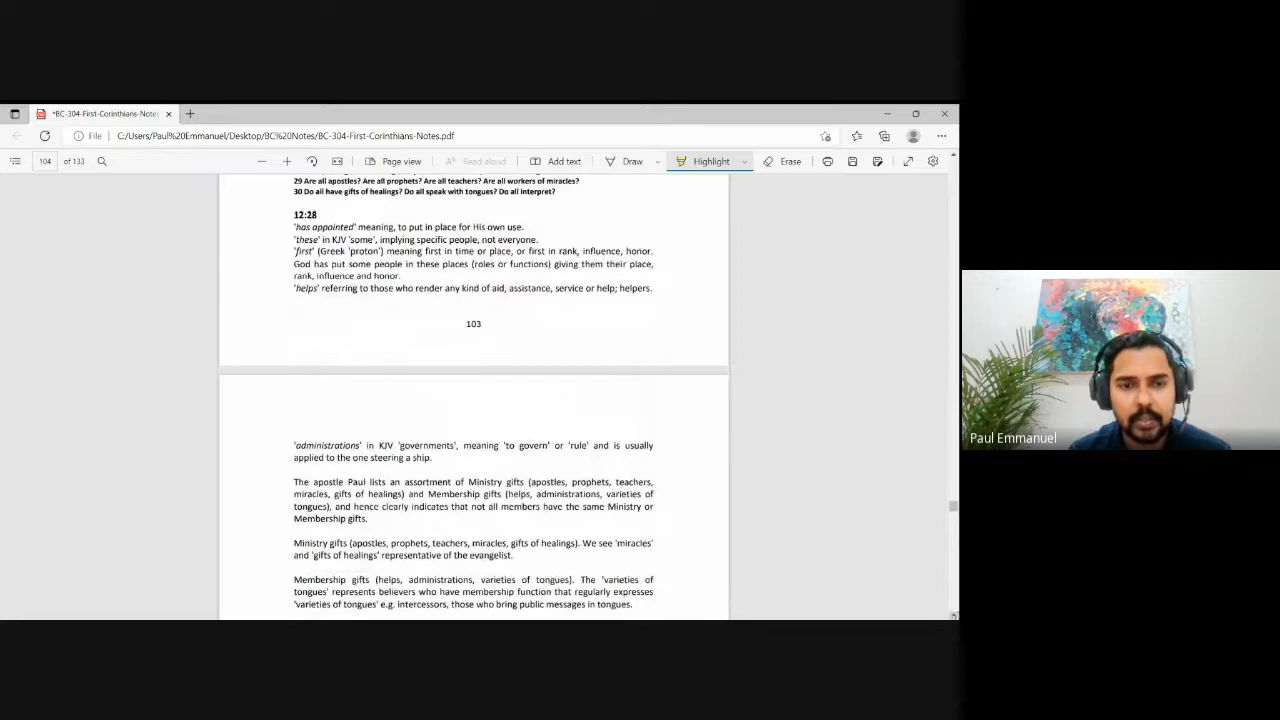 *BC-304-First-Corinthians-Notes
File
C:/Users/Paul%20Emmanuel/Desktop/BC%20Notes/BC-304-First-Corinthians-Notes.pdf
104 of 133
Page view
Read aloud
Add text
Draw
Highlight
Erase
29 Are all apostles? Are all prophets? Are all teachers? Are all workers of miracles?
30 Do all have gifts of healings? Do all speak with tongues? Do all interpret?
12:28
'has appointed' meaning, to put in place for His own use.
'these' in KJV 'some', implying specific people, not everyone.
'first' (Greek 'proton') meaning first in time or place, or first in rank, influence, honor.
God has put some people in these places (roles or functions) giving them their place,
rank, influence and honor.
'helps' referring to those who render any kind of aid, assistance, service or help; helpers.
103
'administrations' in KJV 'governments', meaning 'to govern' or 'rule' and is usually
applied to the one steering a ship.
The apostle Paul lists an assortment of Ministry gifts (apostles, prophets, teachers,
miracles, gifts of healings) and Membership gifts (helps, administrations, varieties of
tongues), and hence clearly indicates that not all members have the same Ministry or
Membership gifts.
Ministry gifts (apostles, prophets, teachers, miracles, gifts of healings). We see 'miracles'
and 'gifts of healings' representative of the evangelist.
Membership gifts (helps, administrations, varieties of tongues). The 'varieties of
tongues' represents believers who have membership function that regularly expresses
'varieties of tongues' e.g. intercessors, those who bring public messages in tongues.
Paul Emmanuel